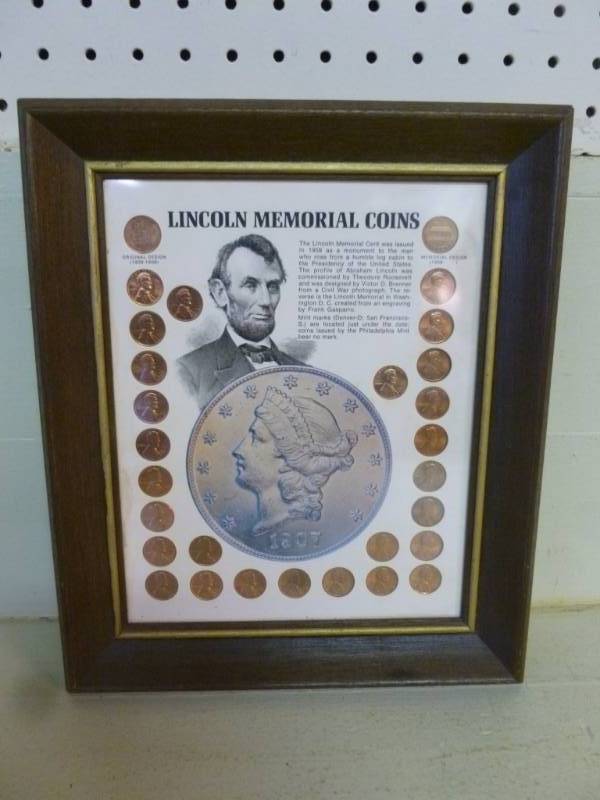 LINCOLN MEMORIAL COINS
ORIGINAL DESIGN
(1909-1958)
The Lincoln Memorial Cent was issued
in 1959 as a monument to the man
who rose from a humble log cabin to
the Presidency of the United States.
The profile of Abraham Lincoln was
commissioned by Theodore Roosevelt
and was designed by Victor D. Brenner
from a Civil War photograph. The re-
verse is the Lincoln Memorial in Wash-
ington D. C. created from an engraving
by Frank Gasparro.
Mint marks (Denver-D; San Francisco-
S;) are located just under the date;
coins issued by the Philadelphia Mint
bear no mark.
MEMORIAL DESIGN
(1959-
1907